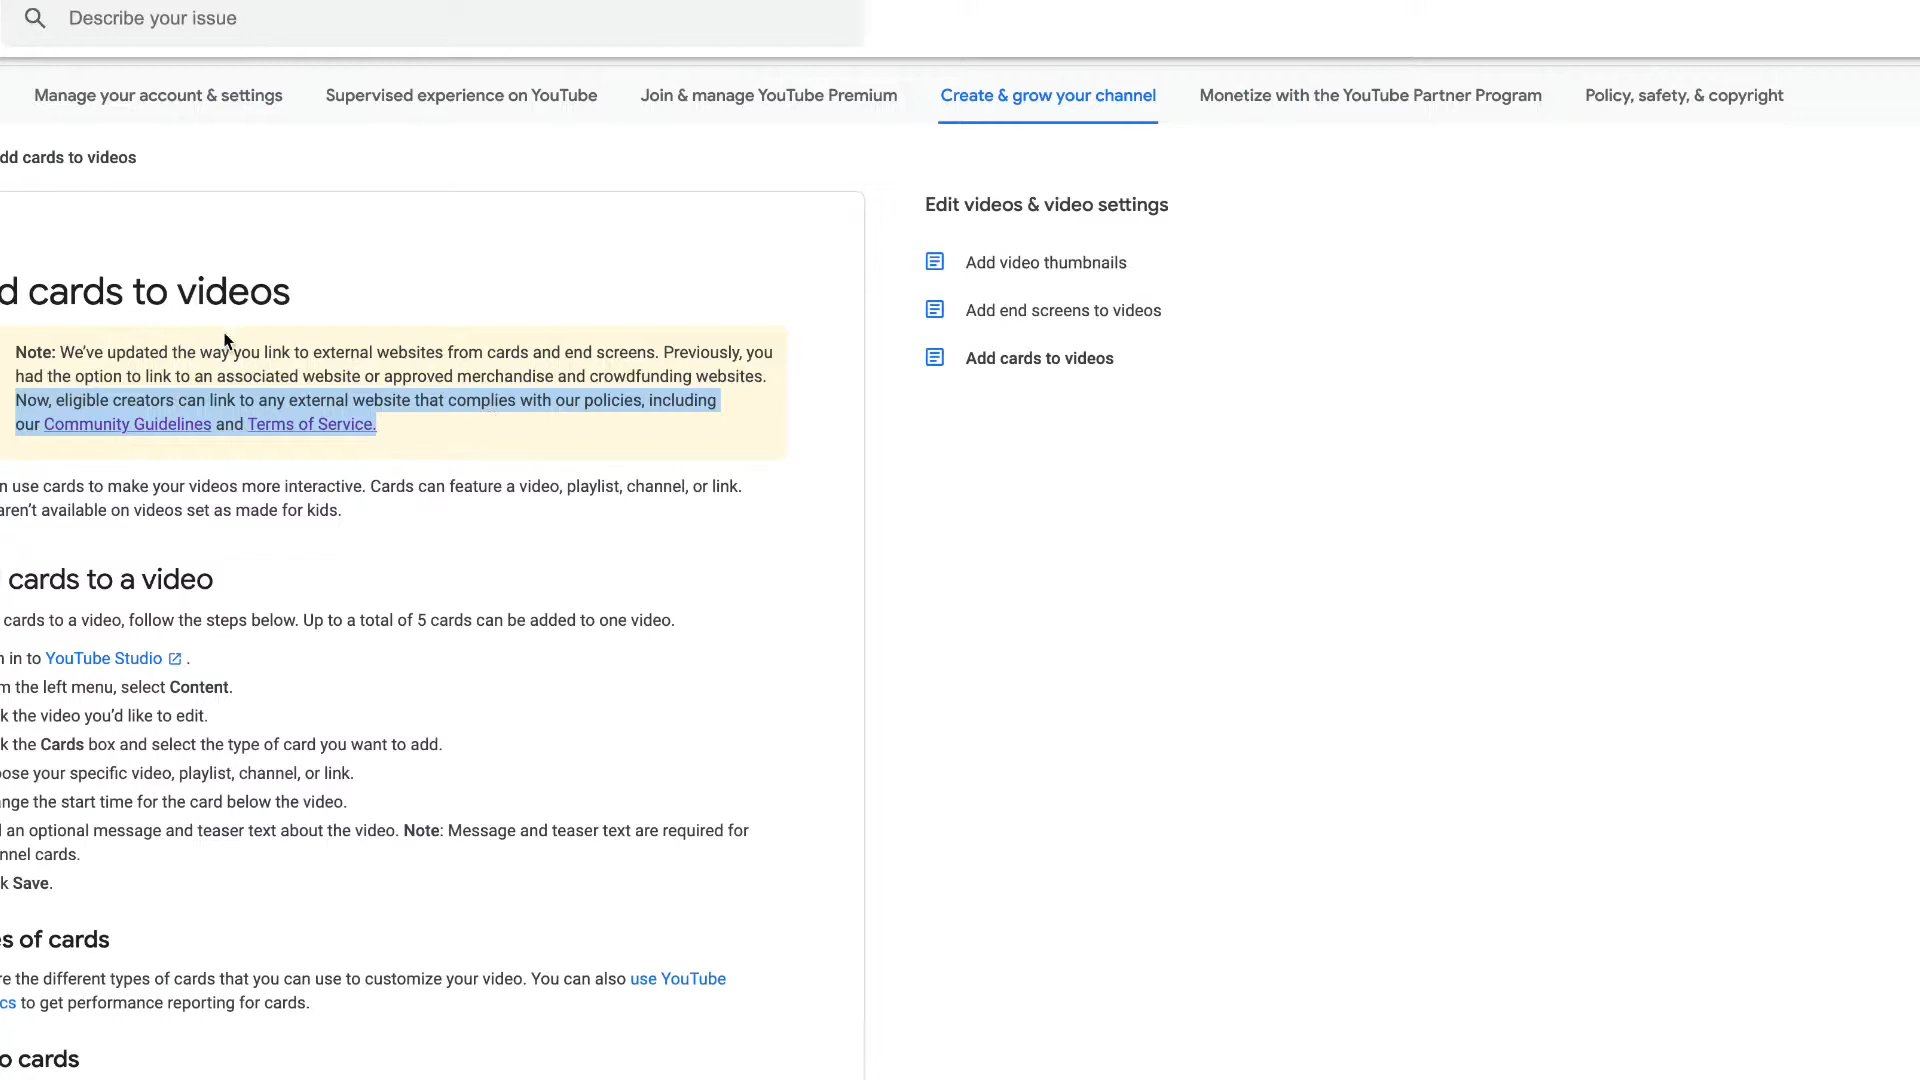 Describe your issue
Manage your account & settings
Supervised experience on YouTube
Join & manage YouTube Premium
Create & grow your channel
Monetize with the YouTube Partner Program
Policy, safety, & copyright
dd cards to videos
d cards to videos
Note: We’ve updated the way you link to external websites from cards and end screens. Previously, you
had the option to link to an associated website or approved merchandise and crowdfunding websites.
Now, eligible creators can link to any external website that complies with our policies, including
our Community Guidelines and Terms of Service.
n use cards to make your videos more interactive. Cards can feature a video, playlist, channel, or link.
aren’t available on videos set as made for kids.
cards to a video
cards to a video, follow the steps below. Up to a total of 5 cards can be added to one video.
n in to YouTube Studio .
m the left menu, select Content.
k the video you’d like to edit.
k the Cards box and select the type of card you want to add.
ose your specific video, playlist, channel, or link.
nge the start time for the card below the video.
l an optional message and teaser text about the video. Note: Message and teaser text are required for
nnel cards.
k Save.
s of cards
re the different types of cards that you can use to customize your video. You can also use YouTube
cs to get performance reporting for cards.
o cards
Edit videos & video settings
Add video thumbnails
Add end screens to videos
Add cards to videos